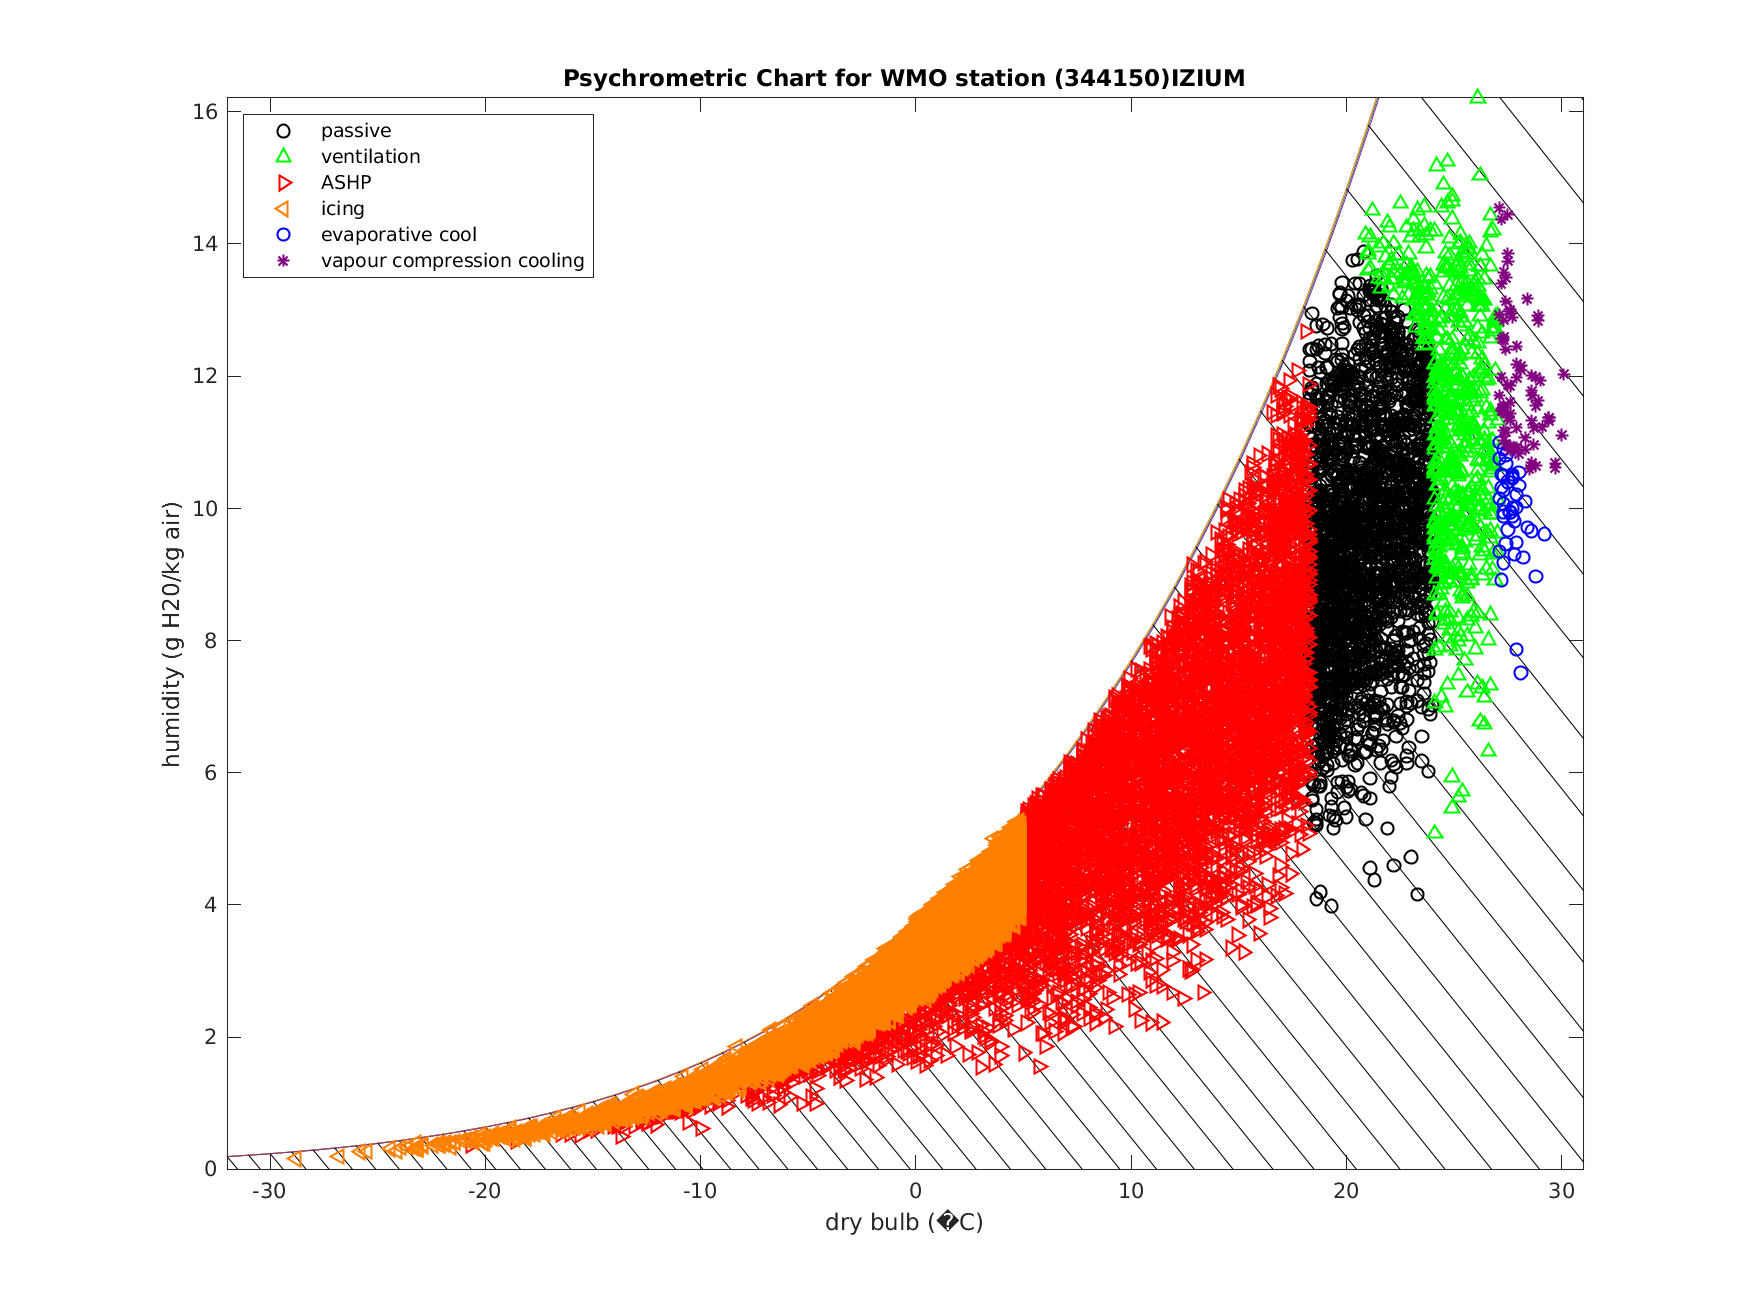 Psychrometric Chart for WMO station (344150)IZIUM
passive
ventilation
ASHP
icing
evaporative cool
vapour compression cooling
humidity (g H20/kg air)
16
14
12
10
8
6
4
2
0
-30 -20 -10 0 10 20 30
dry bulb (�C)